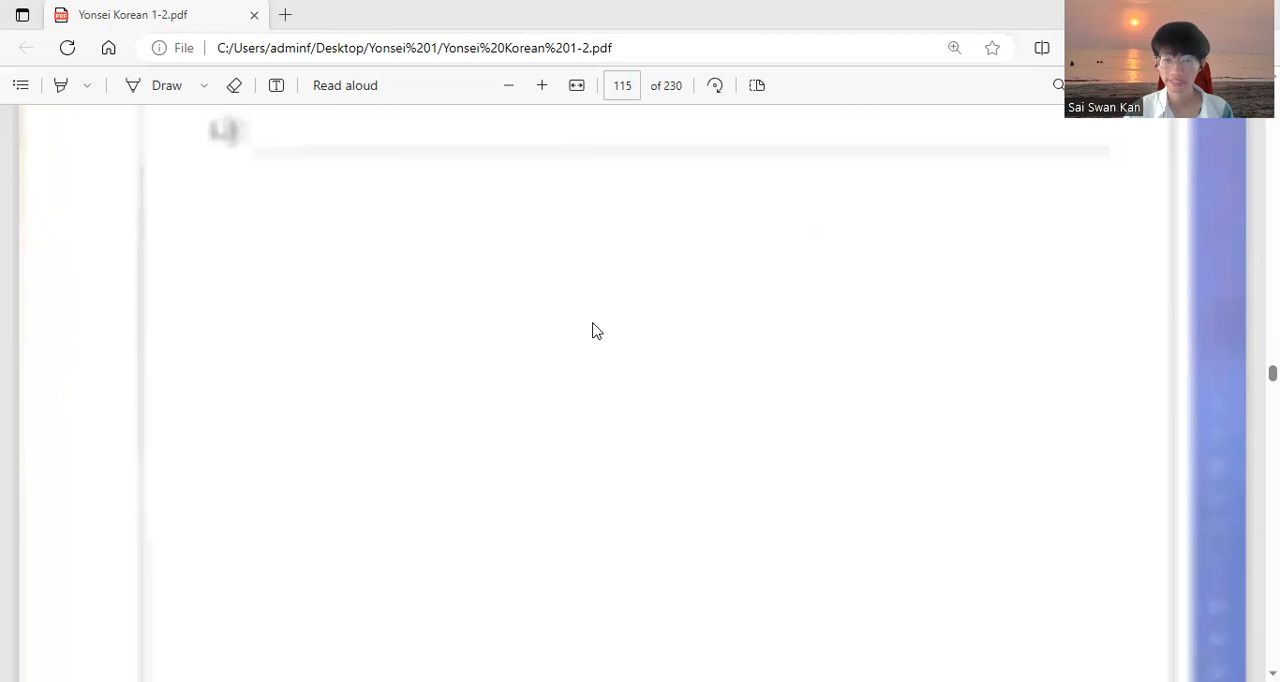 Yonsei Korean 1-2.pdf
File
C:/Users/adminf/Desktop/Yonsei%201/Yonsei%20Korean%201-2.pdf
Draw
Read aloud
115
of 230
Sai Swan Kan